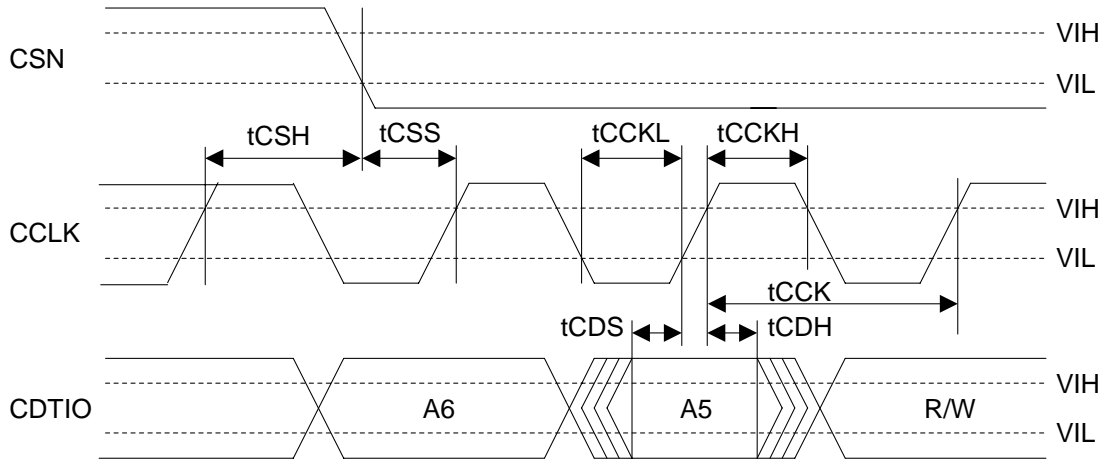 VIH
CSN
VIL
tCSH tCSS tCCKL tCCKH
VIH
CCLK
VIL
tCCK
tCDS tCDH
VIH
CDTIO A6 A5 R/W
VIL